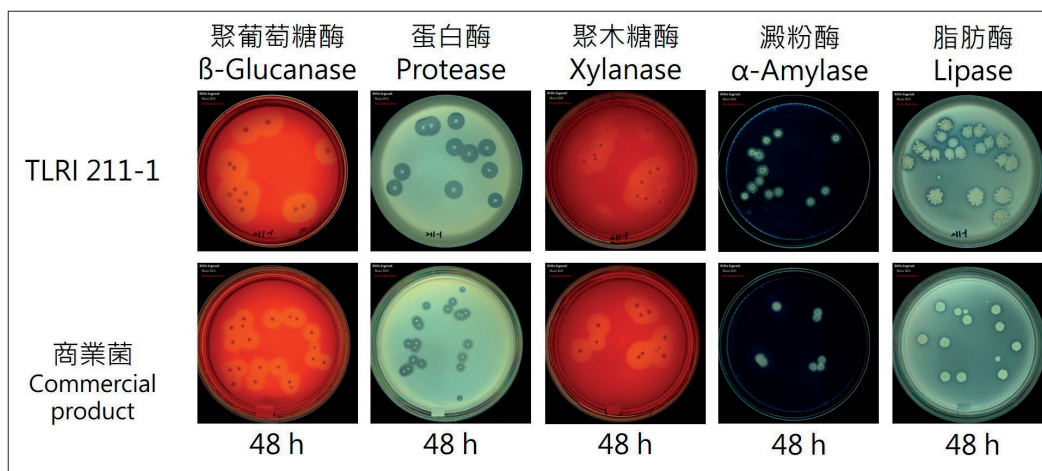 聚葡萄糖酶
ß-Glucanase
蛋白酶
Protease
聚木糖酶
Xylanase
澱粉酶
α-Amylase
脂肪酶
Lipase
TLRI 211-1
商業菌
Commercial
product
48 h
48 h
48 h
48 h
48 h